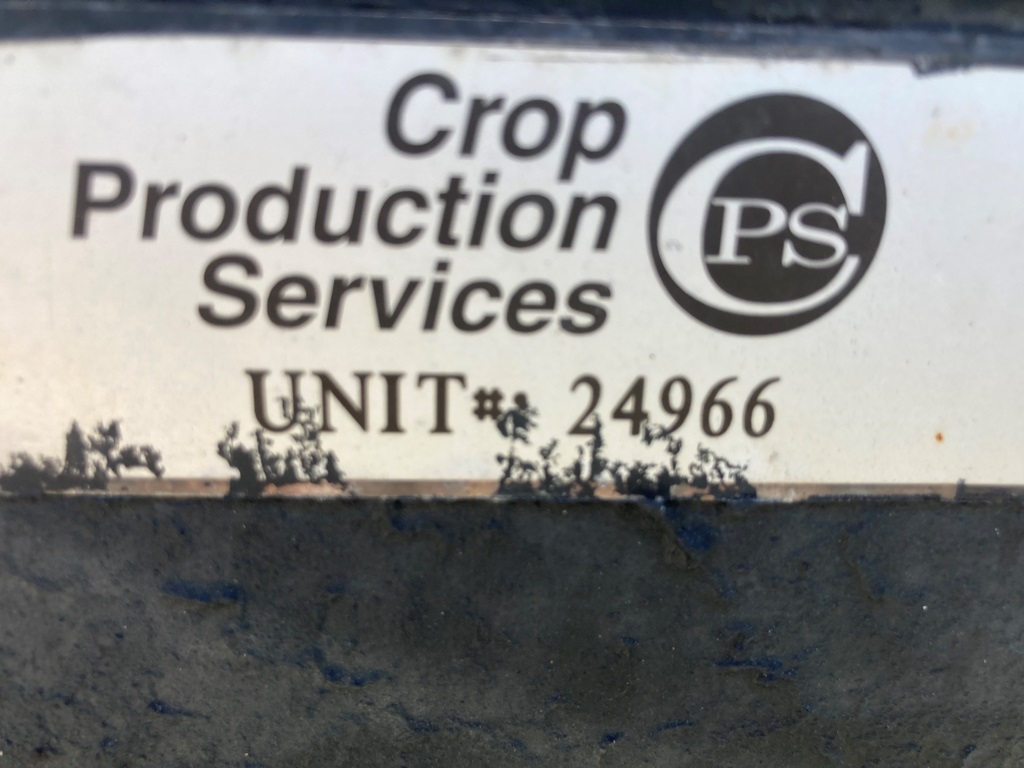 Crop
Production
Services
CPS
UNIT#: 24966